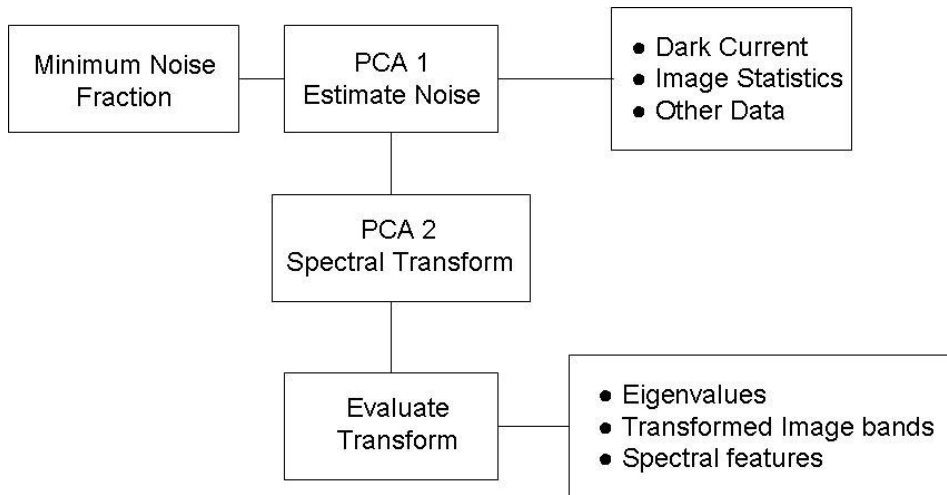 Minimum Noise
Fraction
PCA 1
Estimate Noise
● Dark Current
● Image Statistics
● Other Data
PCA 2
Spectral Transform
Evaluate
Transform
● Eigenvalues
● Transformed Image bands
● Spectral features